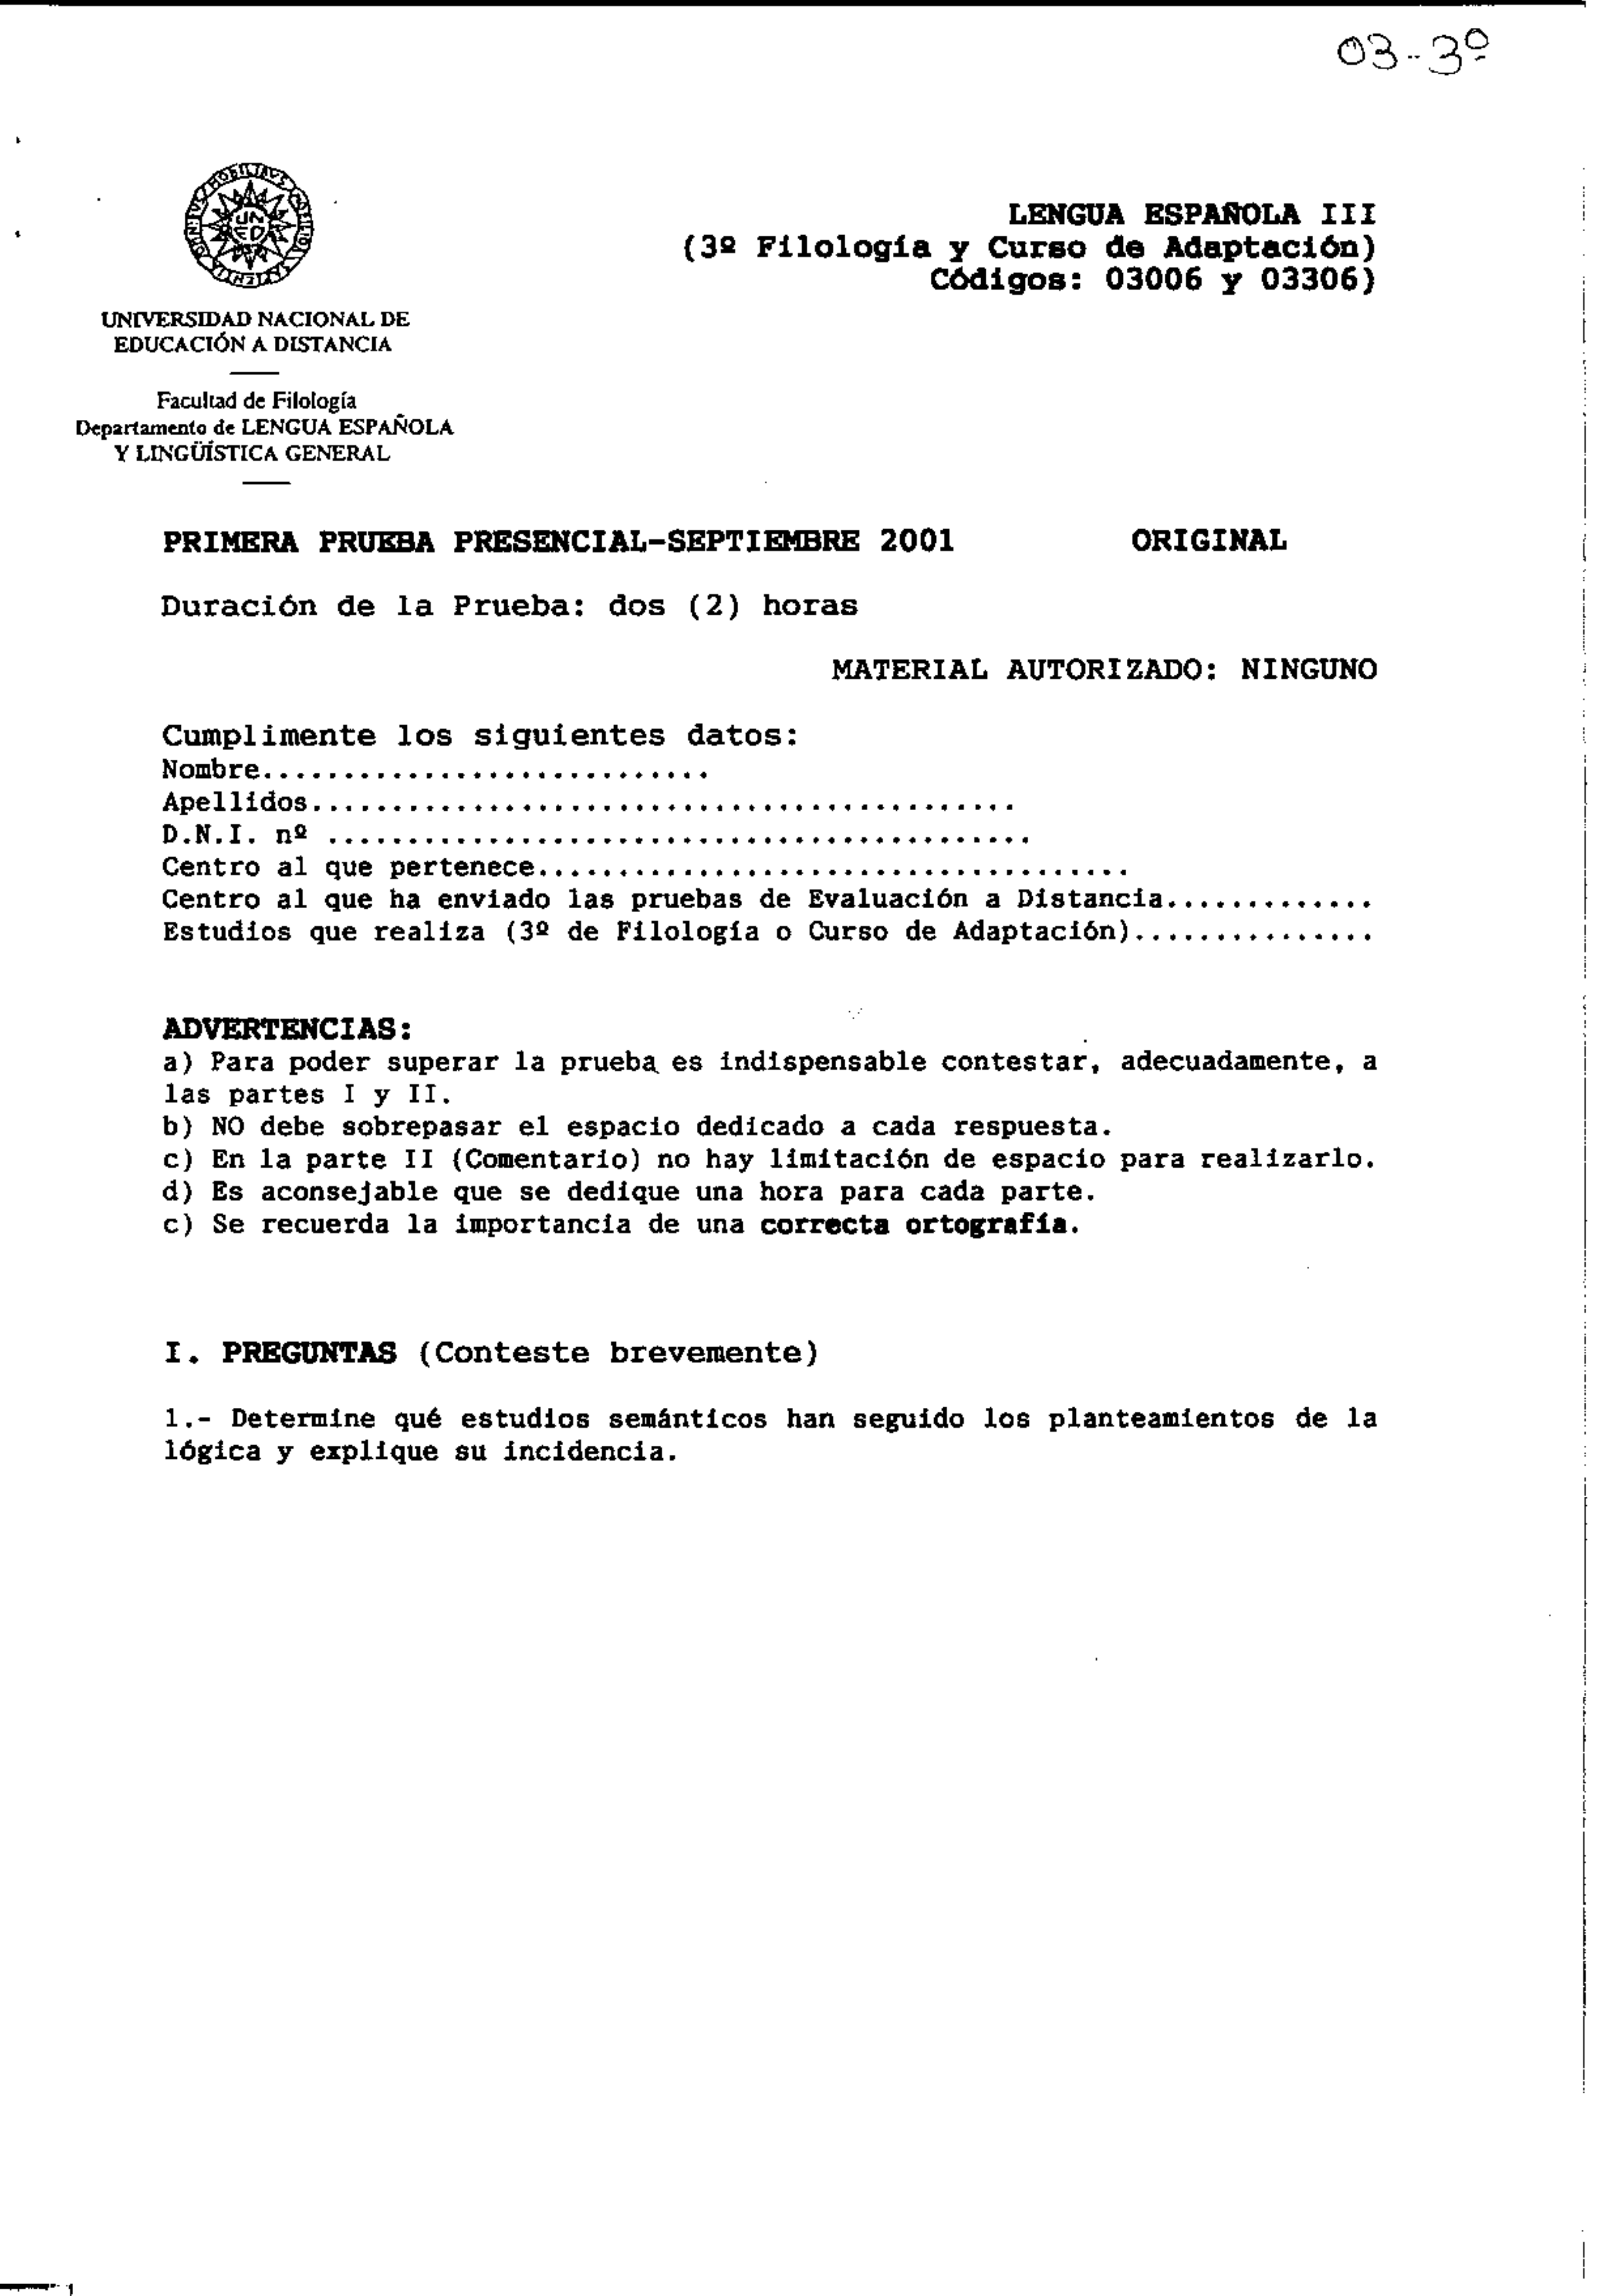 03-3º
LENGUA ESPAÑOLA III
(3º Filología y Curso de Adaptación)
Códigos: 03006 y 03306)
UN
ED
UNIVERSIDAD NACIONAL DE
EDUCACIÓN A DISTANCIA
Facultad de Filología
Departamento de LENGUA ESPAÑOLA
Y LINGÜÍSTICA GENERAL
PRIMERA PRUEBA PRESENCIAL-SEPTIEMBRE 2001 ORIGINAL
Duración de la Prueba: dos (2) horas
MATERIAL AUTORIZADO: NINGUNO
Cumplimente los siguientes datos:
Nombre............................
Apellidos............................................
D.N.I. nº ............................................
Centro al que pertenece.....................................
Centro al que ha enviado las pruebas de Evaluación a Distancia.............
Estudios que realiza (3º de Filología o Curso de Adaptación)...............
ADVERTENCIAS:
a) Para poder superar la prueba es indispensable contestar, adecuadamente, a
las partes I y II.
b) NO debe sobrepasar el espacio dedicado a cada respuesta.
c) En la parte II (Comentario) no hay limitación de espacio para realizarlo.
d) Es aconsejable que se dedique una hora para cada parte.
c) Se recuerda la importancia de una correcta ortografía.
I. PREGUNTAS (Conteste brevemente)
1.- Determine qué estudios semánticos han seguido los planteamientos de la
lógica y explique su incidencia.